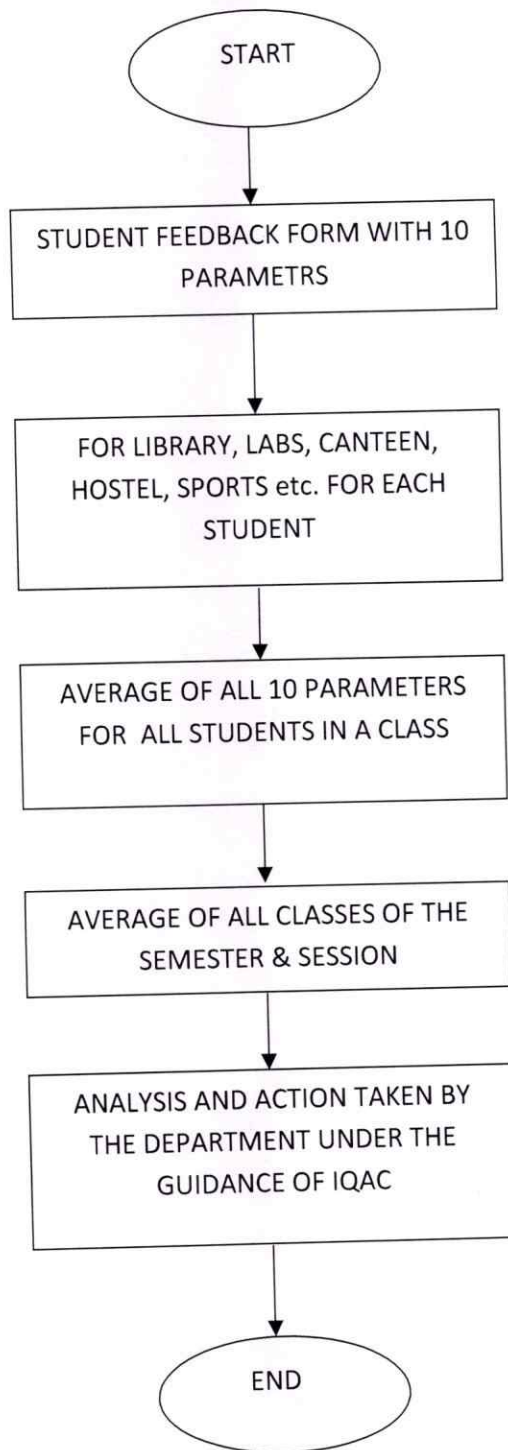 START
STUDENT FEEDBACK FORM WITH 10
PARAMETRS
FOR LIBRARY, LABS, CANTEEN,
HOSTEL, SPORTS etc. FOR EACH
STUDENT
AVERAGE OF ALL 10 PARAMETERS
FOR ALL STUDENTS IN A CLASS
AVERAGE OF ALL CLASSES OF THE
SEMESTER & SESSION
ANALYSIS AND ACTION TAKEN BY
THE DEPARTMENT UNDER THE
GUIDANCE OF IQAC
END